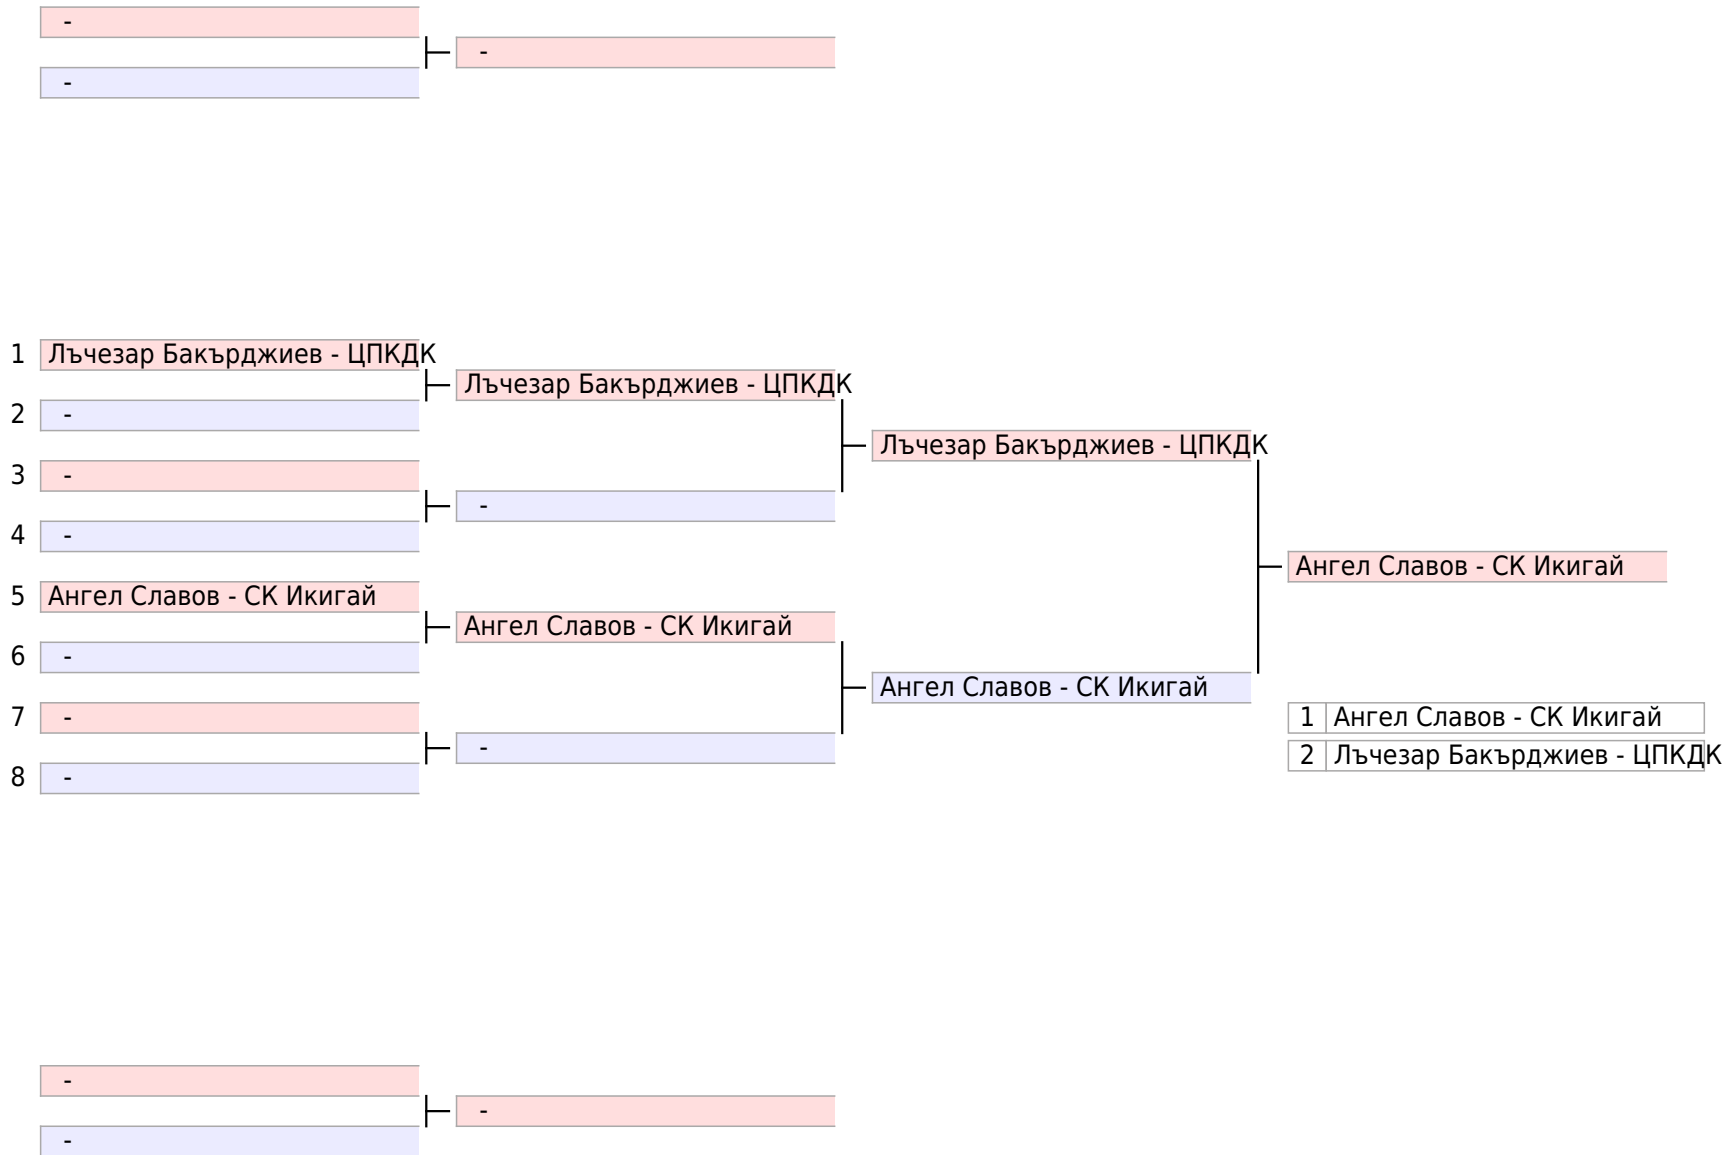 -
-
-
1 Лъчезар Бакърджиев - ЦПКДК
Лъчезар Бакърджиев - ЦПКДК
2 -
Лъчезар Бакърджиев - ЦПКДК
3 -
-
4 -
Ангел Славов - СК Икигай
5 Ангел Славов - СК Икигай
Ангел Славов - СК Икигай
6 -
Ангел Славов - СК Икигай
7 -
1 Ангел Славов - СК Икигай
-
2 Лъчезар Бакърджиев - ЦПКДК
8 -
-
-
-